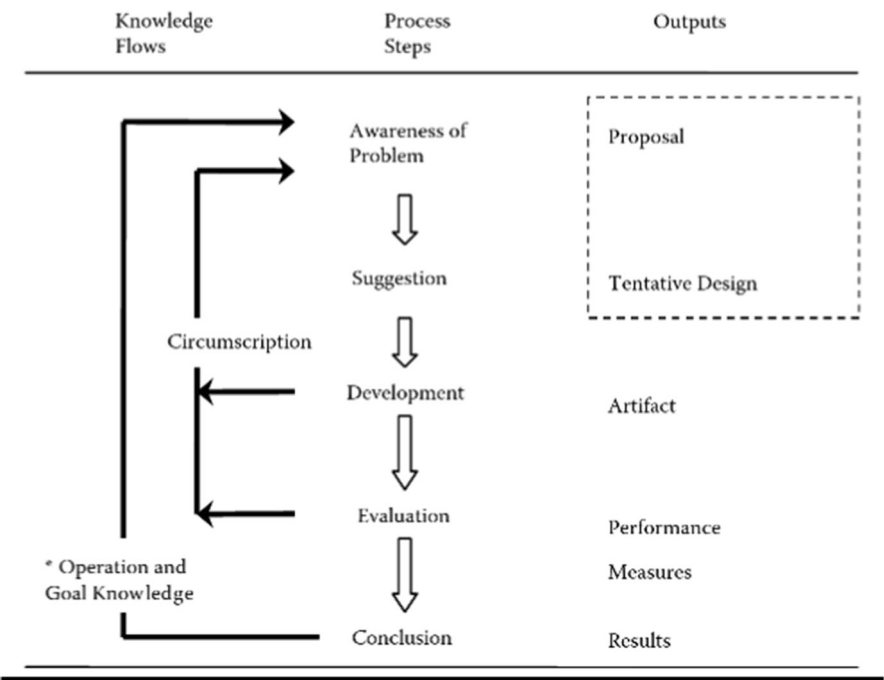 Knowledge
Flows
Process
Steps
Outputs
Awareness of
Problem
Proposal
Suggestion
Tentative Design
Circumscription
Development
Artifact
Evaluation
Performance
* Operation and
Goal Knowledge
Measures
Conclusion
Results